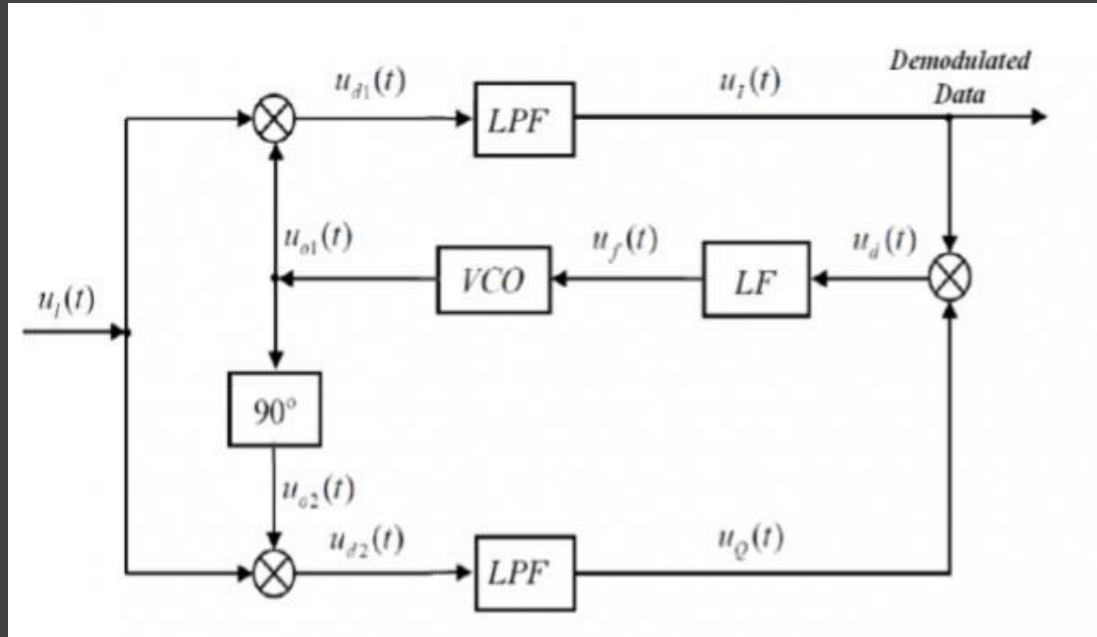 Demodulated
Data
u_{d1}(t)
LPF
u_I(t)
u_{o1}(t)
VCO
u_f(t)
LF
u_d(t)
u_I(t)
90°
u_{o2}(t)
u_{d2}(t)
LPF
u_Q(t)